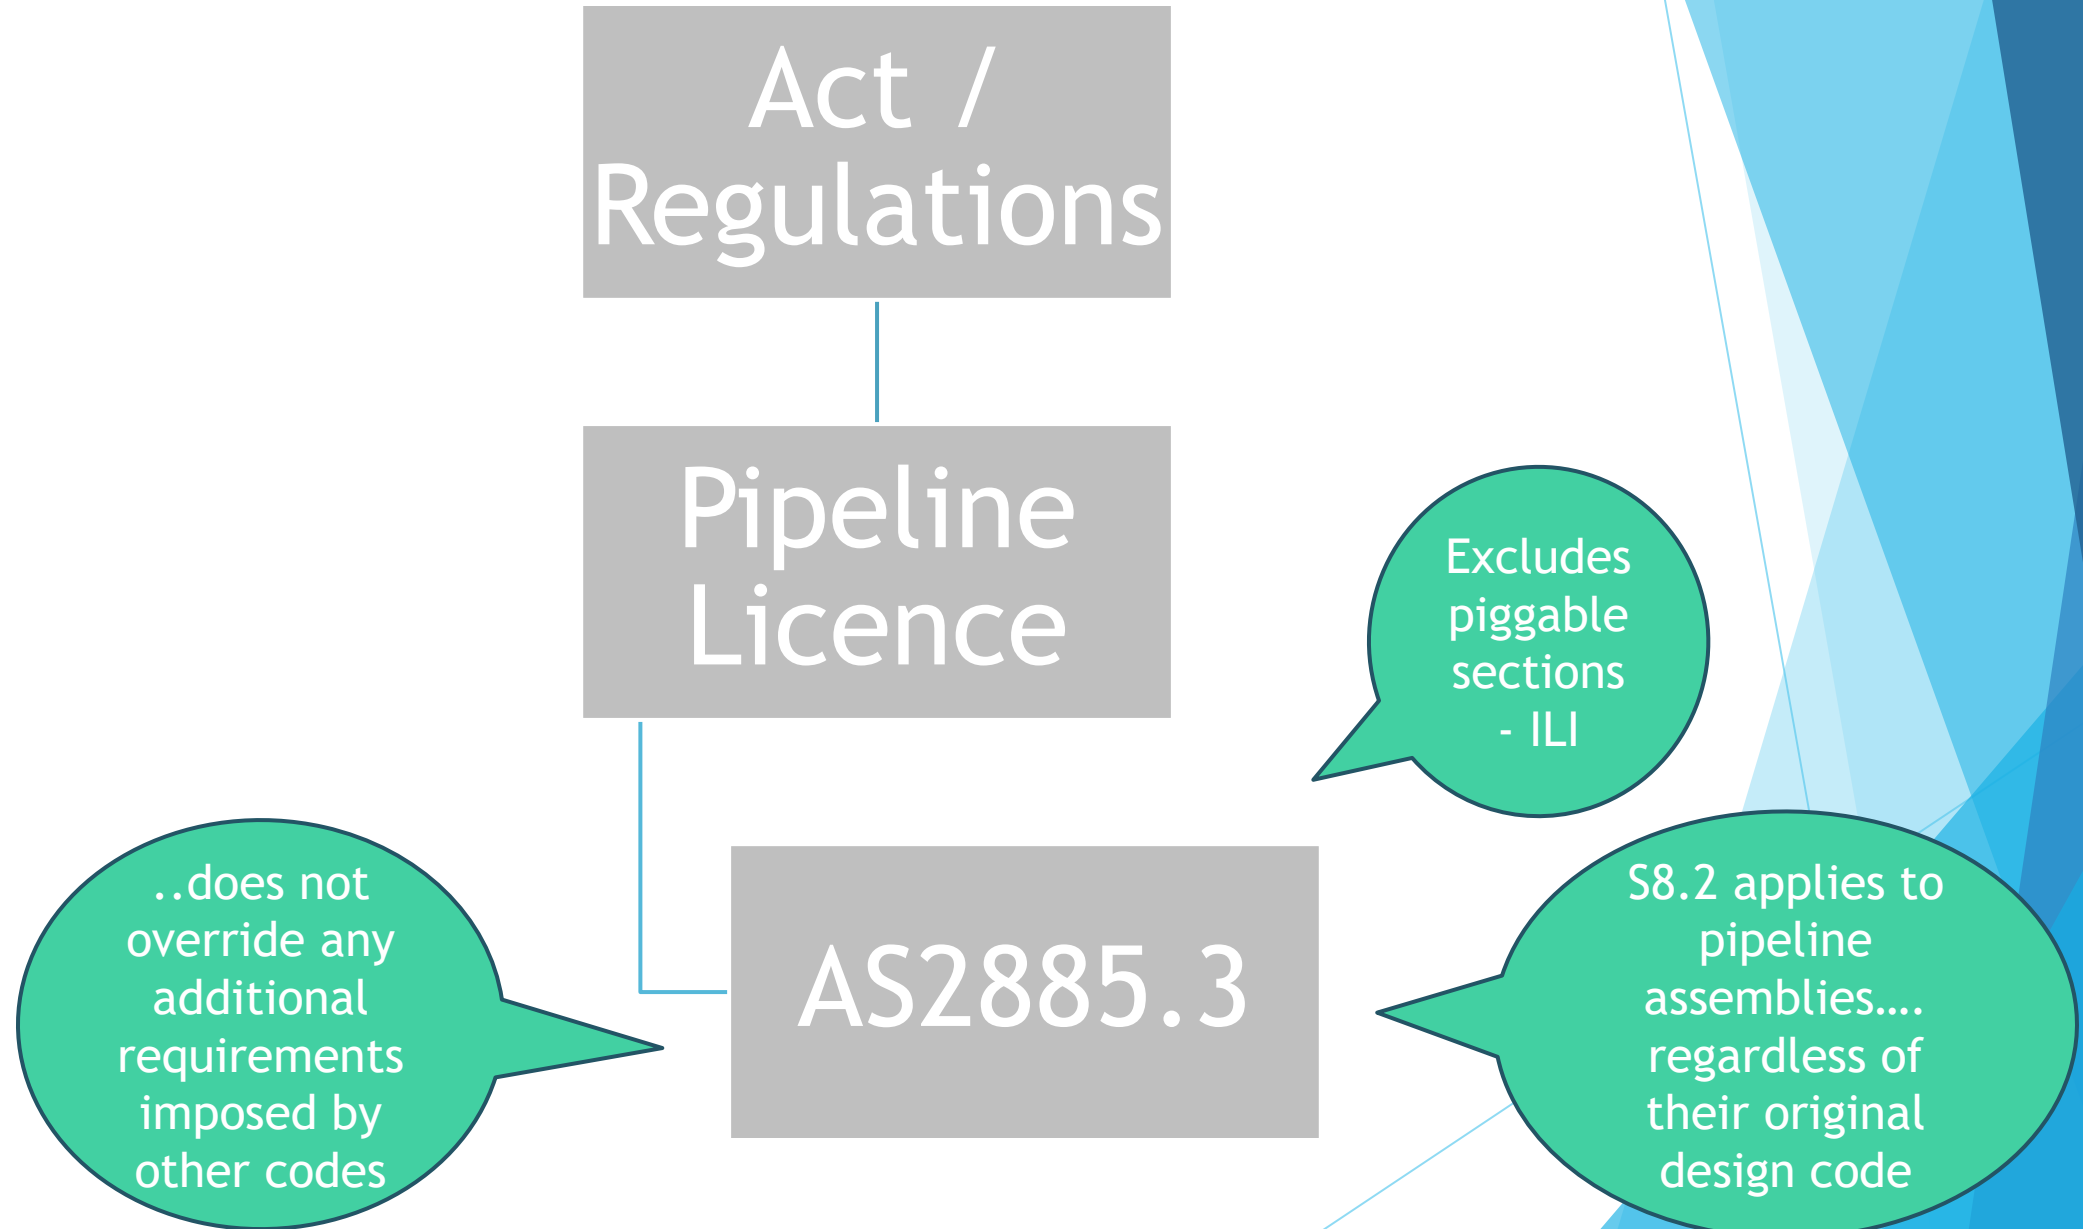 Act /
Regulations
Pipeline
Licence
Excludes
piggable
sections
- ILI
AS2885.3
..does not
override any
additional
requirements
imposed by
other codes
S8.2 applies to
pipeline
assemblies....
regardless of
their original
design code